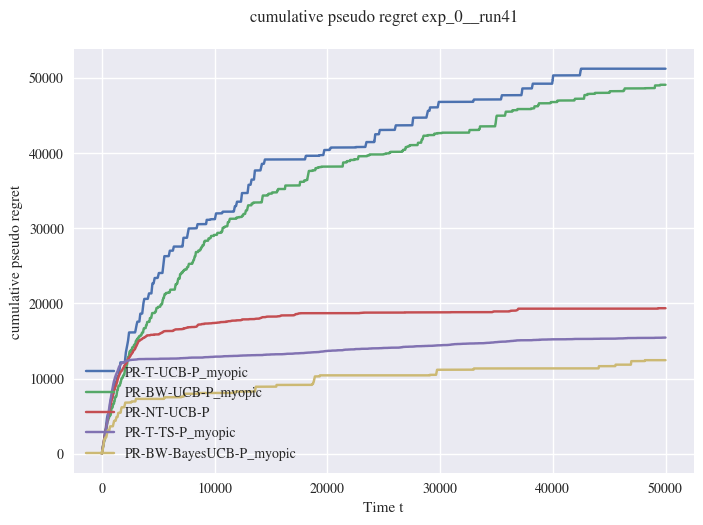 cumulative pseudo regret exp_0__run41
50000
40000
30000
20000
10000
0
cumulative pseudo regret
PR-T-UCB-P_myopic
PR-BW-UCB-P_myopic
PR-NT-UCB-P
PR-T-TS-P_myopic
PR-BW-BayesUCB-P_myopic
0
10000
20000
30000
40000
50000
Time t